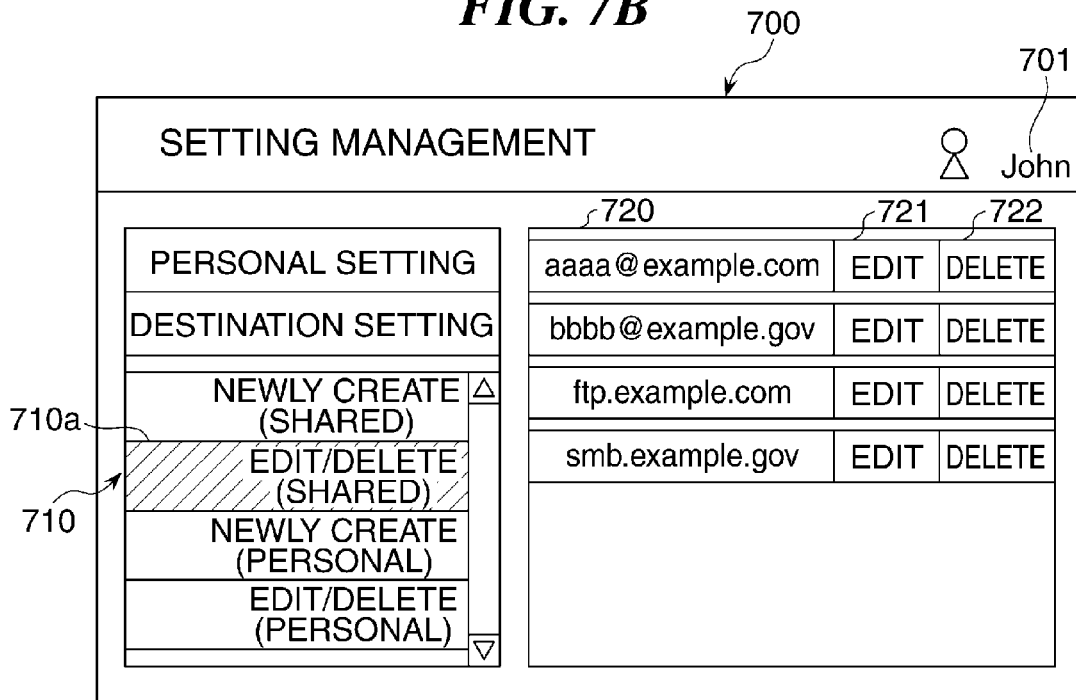 FIG. 7B
700
701
SETTING MANAGEMENT
John
720
721
722
PERSONAL SETTING
DESTINATION SETTING
NEWLY CREATE
(SHARED)
710a
EDIT/DELETE
(SHARED)
710
NEWLY CREATE
(PERSONAL)
EDIT/DELETE
(PERSONAL)
aaaa@example.com EDIT DELETE
bbbb@example.gov EDIT DELETE
ftp.example.com EDIT DELETE
smb.example.gov EDIT DELETE